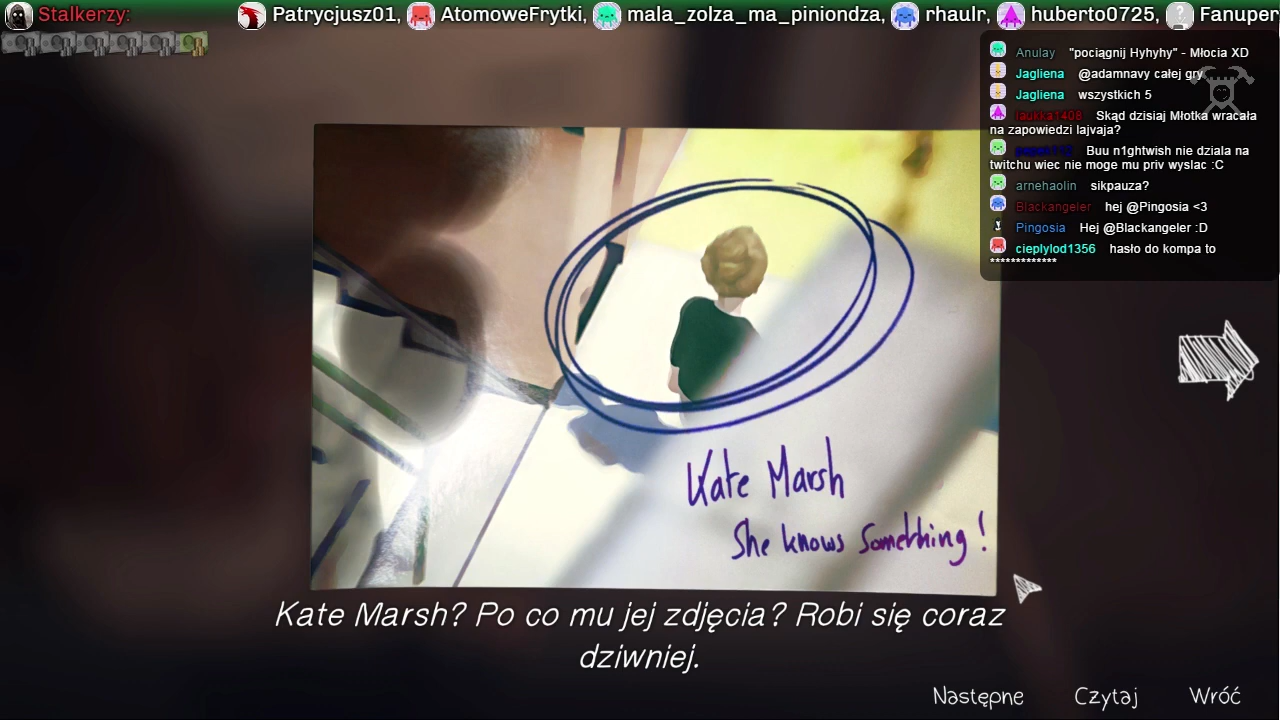 Stalkerzy: Patrycjusz01, AtomoweFrytki, mala_zolza_ma_piniondza, rhaulr, huberto0725, Fanuper
Anulay "pociągnij Hyhyhy" - Młocia XD
Jagliena @adamnavy całej gry
Jagliena wszystkich 5
laukka1408 Skąd dzisiaj Młotka wracała
na zapowiedzi lajvaja?
Buu n1ghtwish nie dziala na
twitchu wiec nie moge mu priv wyslac :C
arnehaolin sikpauza?
Blackangeler hej @Pingosia <3
Pingosia Hej @Blackangeler :D
cieplylod1356 hasło do kompa to
*************
Kate Marsh
She knows something!
Kate Marsh? Po co mu jej zdjęcia? Robi się coraz
dziwniej.
Następne Czytaj Wróć